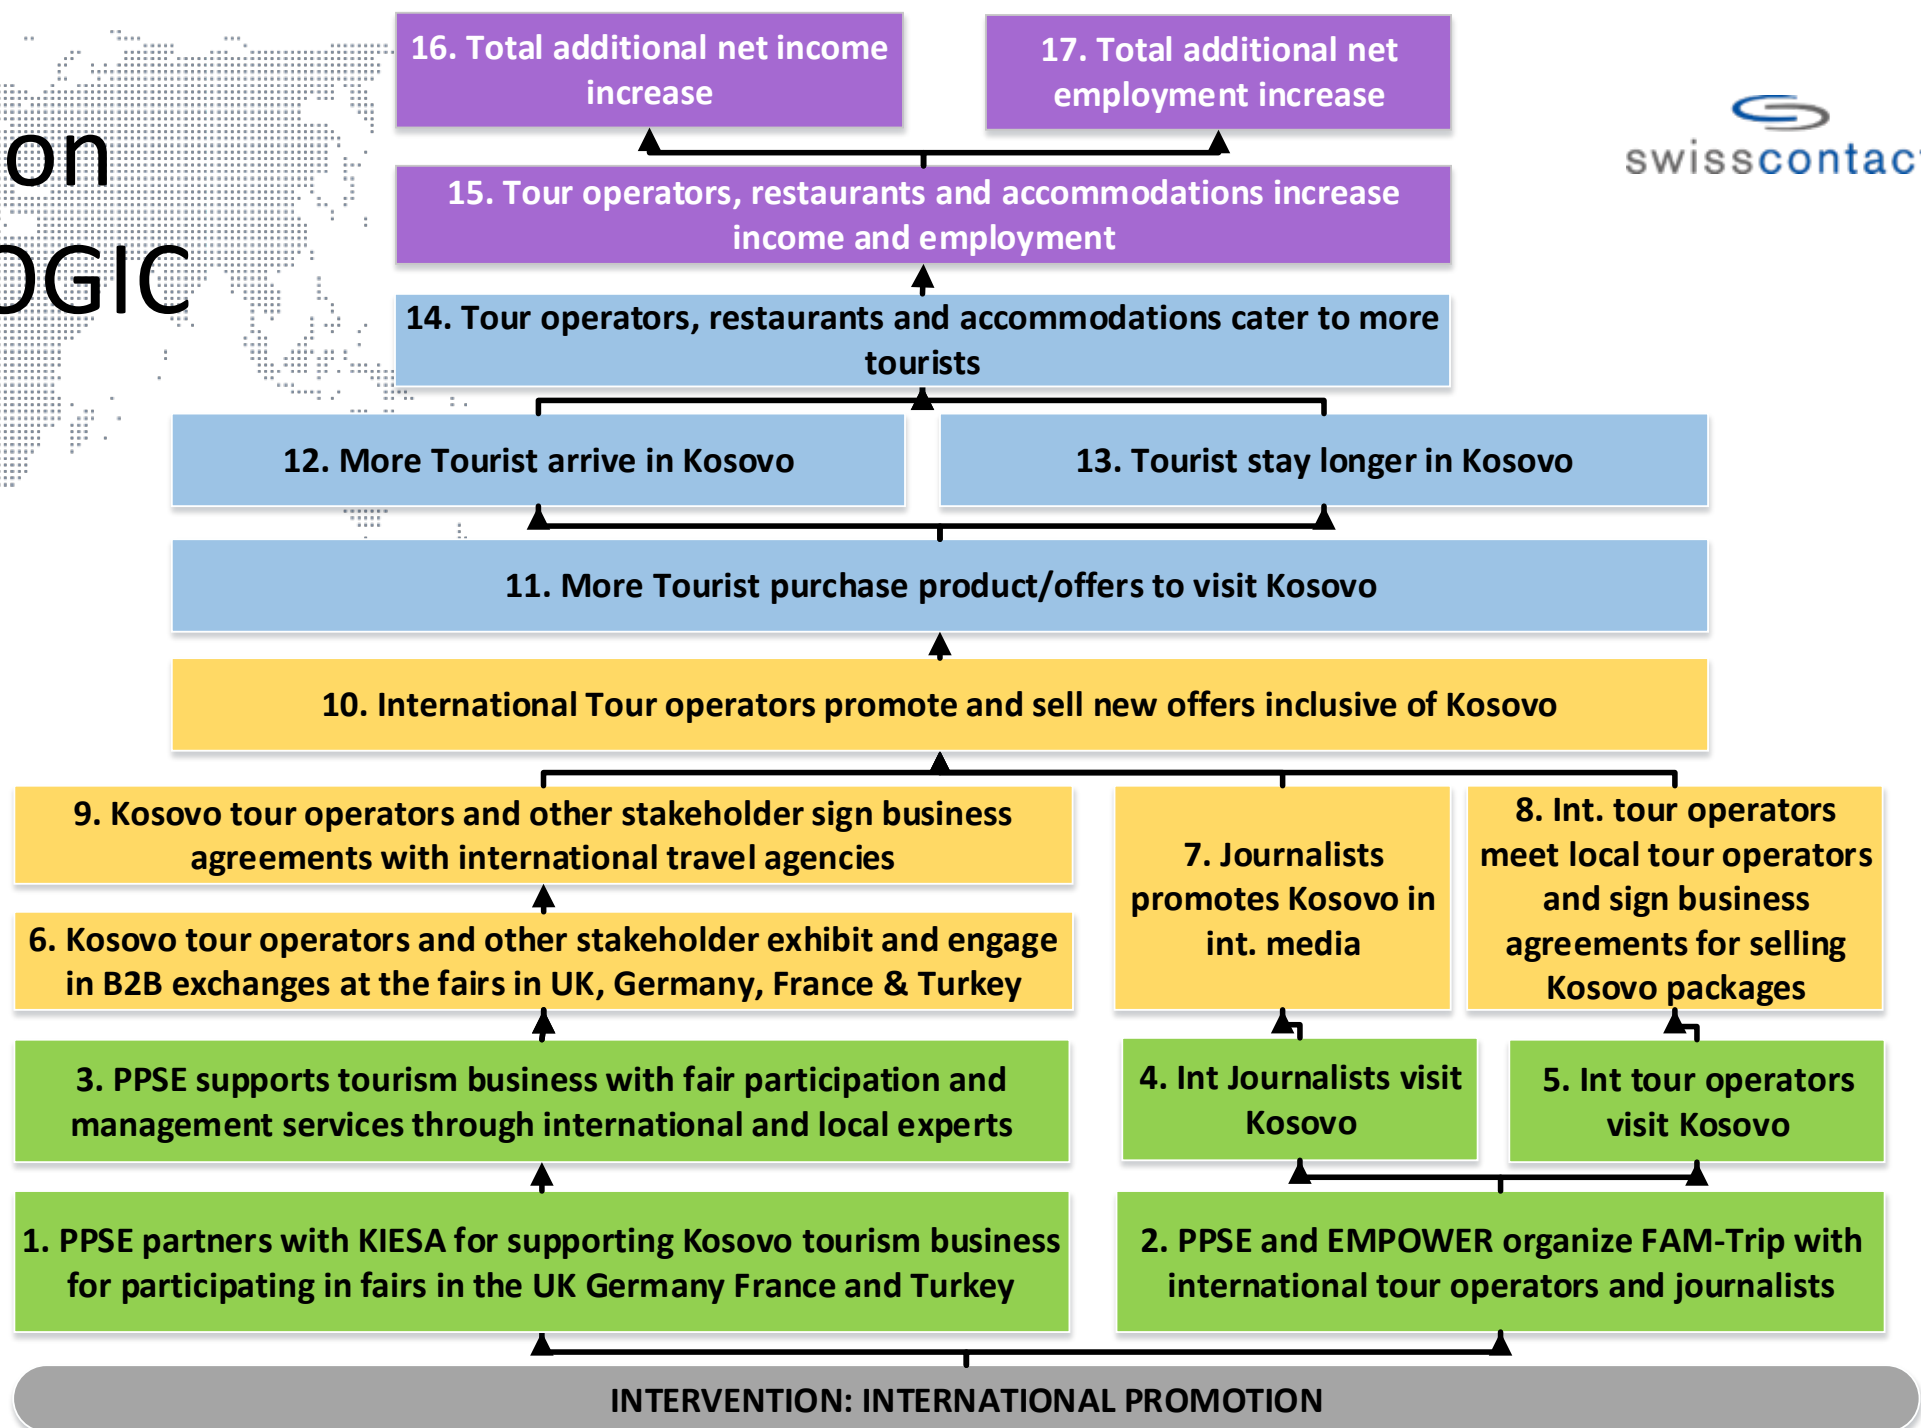 on
OGIC
swisscontact
16. Total additional net income
increase
17. Total additional net
employment increase
15. Tour operators, restaurants and accommodations increase
income and employment
14. Tour operators, restaurants and accommodations cater to more
tourists
12. More Tourist arrive in Kosovo
13. Tourist stay longer in Kosovo
11. More Tourist purchase product/offers to visit Kosovo
10. International Tour operators promote and sell new offers inclusive of Kosovo
9. Kosovo tour operators and other stakeholder sign business
agreements with international travel agencies
7. Journalists
promotes Kosovo in
int. media
8. Int. tour operators
meet local tour operators
and sign business
agreements for selling
Kosovo packages
6. Kosovo tour operators and other stakeholder exhibit and engage
in B2B exchanges at the fairs in UK, Germany, France & Turkey
3. PPSE supports tourism business with fair participation and
management services through international and local experts
4. Int Journalists visit
Kosovo
5. Int tour operators
visit Kosovo
1. PPSE partners with KIESA for supporting Kosovo tourism business
for participating in fairs in the UK Germany France and Turkey
2. PPSE and EMPOWER organize FAM-Trip with
international tour operators and journalists
INTERVENTION: INTERNATIONAL PROMOTION